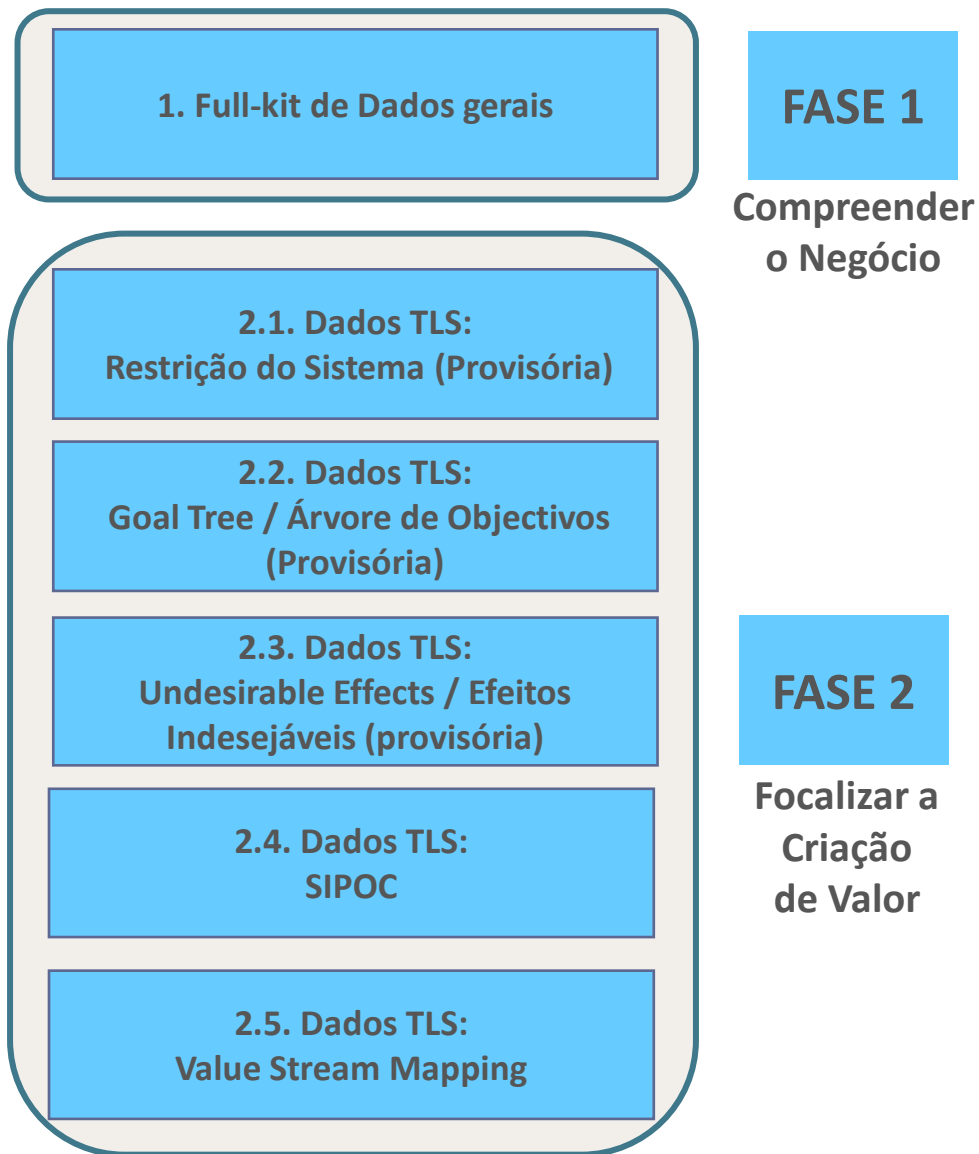 1. Full-kit de Dados gerais
FASE 1
Compreender
o Negócio
2.1. Dados TLS:
Restrição do Sistema (Provisória)
2.2. Dados TLS:
Goal Tree / Árvore de Objectivos
(Provisória)
2.3. Dados TLS:
Undesirable Effects / Efeitos
Indesejáveis (provisória)
2.4. Dados TLS:
SIPOC
2.5. Dados TLS:
Value Stream Mapping
FASE 2
Focalizar a
Criação
de Valor